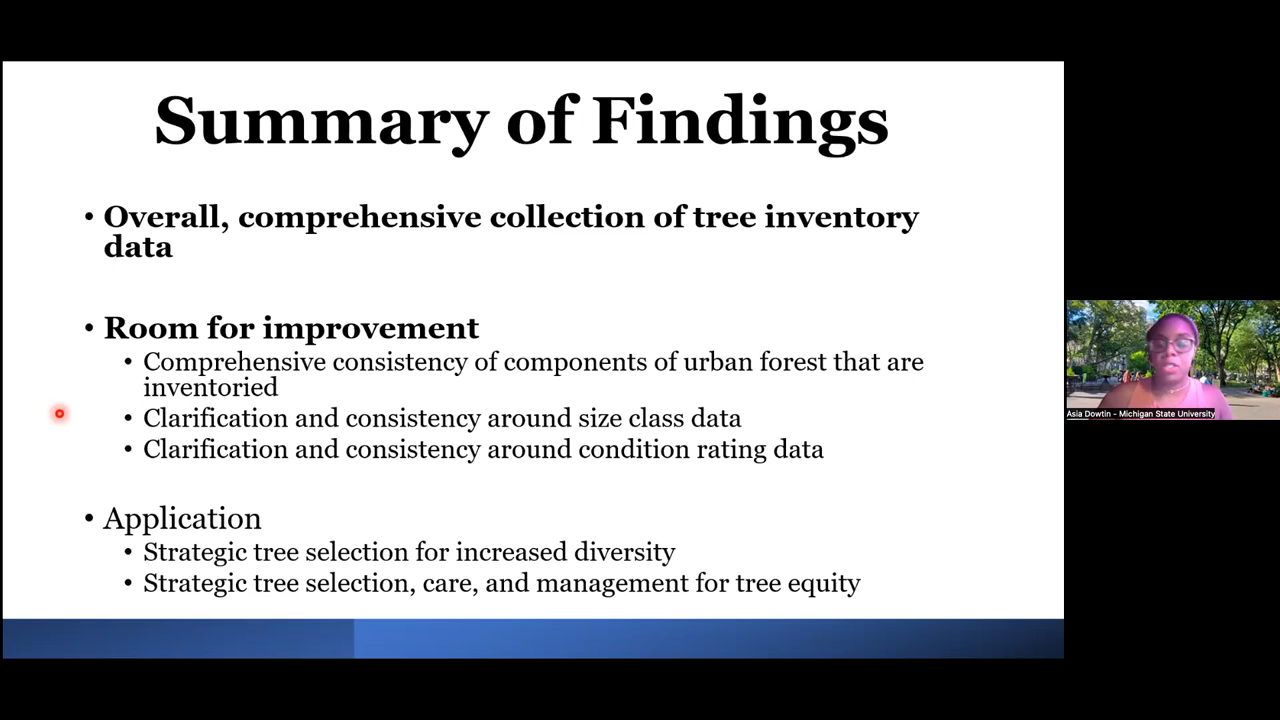 Summary of Findings
• Overall, comprehensive collection of tree inventory
data
• Room for improvement
• Comprehensive consistency of components of urban forest that are
inventoried
• Clarification and consistency around size class data
• Clarification and consistency around condition rating data
• Application
• Strategic tree selection for increased diversity
• Strategic tree selection, care, and management for tree equity
Asia Dowtin - Michigan State University